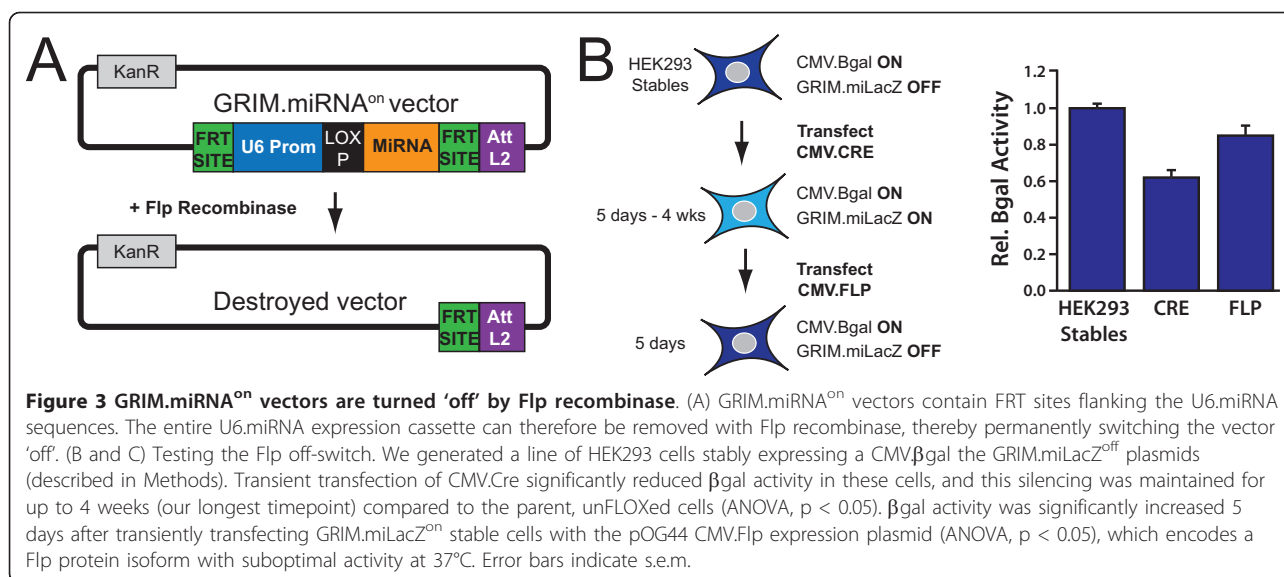 A
KanR
GRIM.miRNAon vector
FRT SITE
U6 Prom
LOX P
MiRNA
FRT SITE
Att L2
+ Flp Recombinase
KanR
Destroyed vector
FRT SITE
Att L2
B
HEK293 Stables
CMV.Bgal ON
GRIM.miLacZ OFF
Transfect
CMV.CRE
5 days - 4 wks
CMV.Bgal ON
GRIM.miLacZ ON
Transfect
CMV.FLP
5 days
CMV.Bgal ON
GRIM.miLacZ OFF
Rel. Bgal Activity
1.2
1.0
0.8
0.6
0.4
0.2
0.0
HEK293 Stables
CRE
FLP
Figure 3 GRIM.miRNAon vectors are turned 'off' by Flp recombinase. (A) GRIM.miRNAon vectors contain FRT sites flanking the U6.miRNA
sequences. The entire U6.miRNA expression cassette can therefore be removed with Flp recombinase, thereby permanently switching the vector
'off'. (B and C) Testing the Flp off-switch. We generated a line of HEK293 cells stably expressing a CMV.βgal the GRIM.miLacZoff plasmids
(described in Methods). Transient transfection of CMV.Cre significantly reduced βgal activity in these cells, and this silencing was maintained for
up to 4 weeks (our longest timepoint) compared to the parent, unFLOXed cells (ANOVA, p < 0.05). βgal activity was significantly increased 5
days after transiently transfecting GRIM.miLacZon stable cells with the pOG44 CMV.Flp expression plasmid (ANOVA, p < 0.05), which encodes a
Flp protein isoform with suboptimal activity at 37°C. Error bars indicate s.e.m.